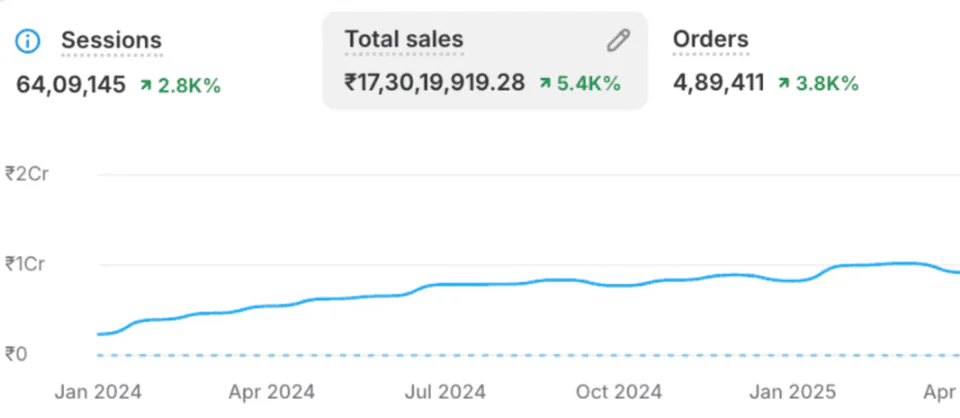 Sessions
64,09,145 2.8K%
Total sales
₹17,30,19,919.28 5.4K%
Orders
4,89,411 3.8K%
₹2Cr
₹1Cr
₹0
Jan 2024 Apr 2024 Jul 2024 Oct 2024 Jan 2025 Apr